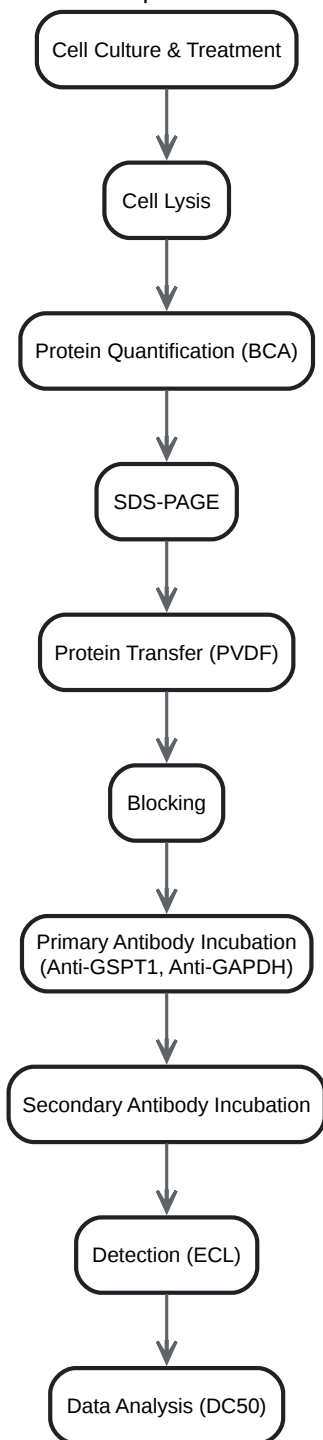 Cell Culture & Treatment
Cell Lysis
Protein Quantification (BCA)
SDS-PAGE
Protein Transfer (PVDF)
Blocking
Primary Antibody Incubation
(Anti-GSPT1, Anti-GAPDH)
Secondary Antibody Incubation
Detection (ECL)
Data Analysis (DC50)